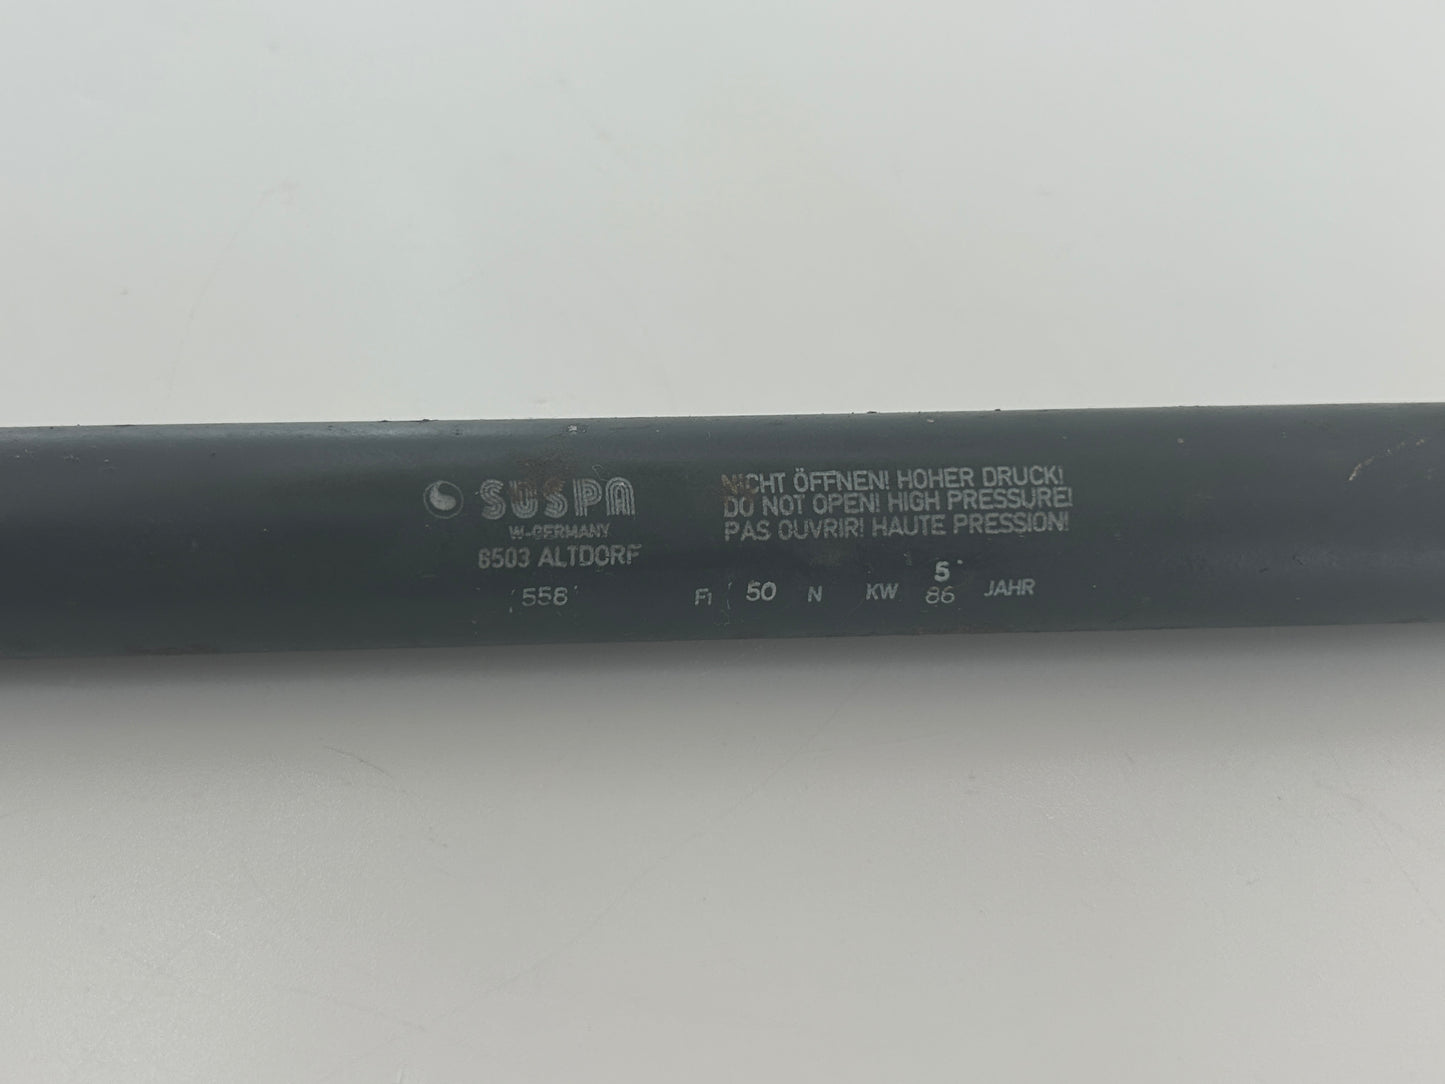 SUSPA
W-GERMANY
8503 ALTDORF
558
NICHT ÖFFNEN! HOHER DRUCK!
DO NOT OPEN! HIGH PRESSURE!
PAS OUVRIR! HAUTE PRESSION!
F1 50 N KW 5 86 JAHR